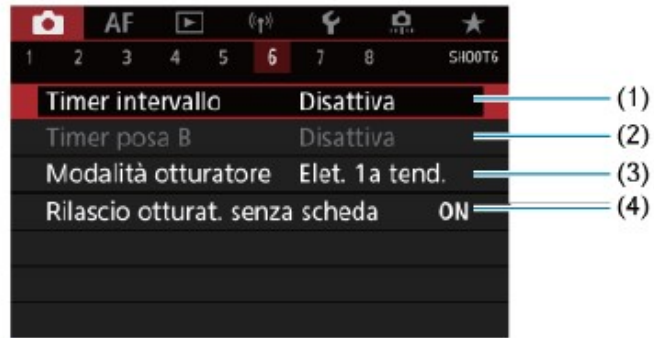 AF
1 2 3 4 5 6 7 8 SHOOT6
Timer intervallo Disattiva (1)
Timer posa B Disattiva (2)
Modalità otturatore Elet. 1a tend. (3)
Rilascio otturat. senza scheda ON (4)